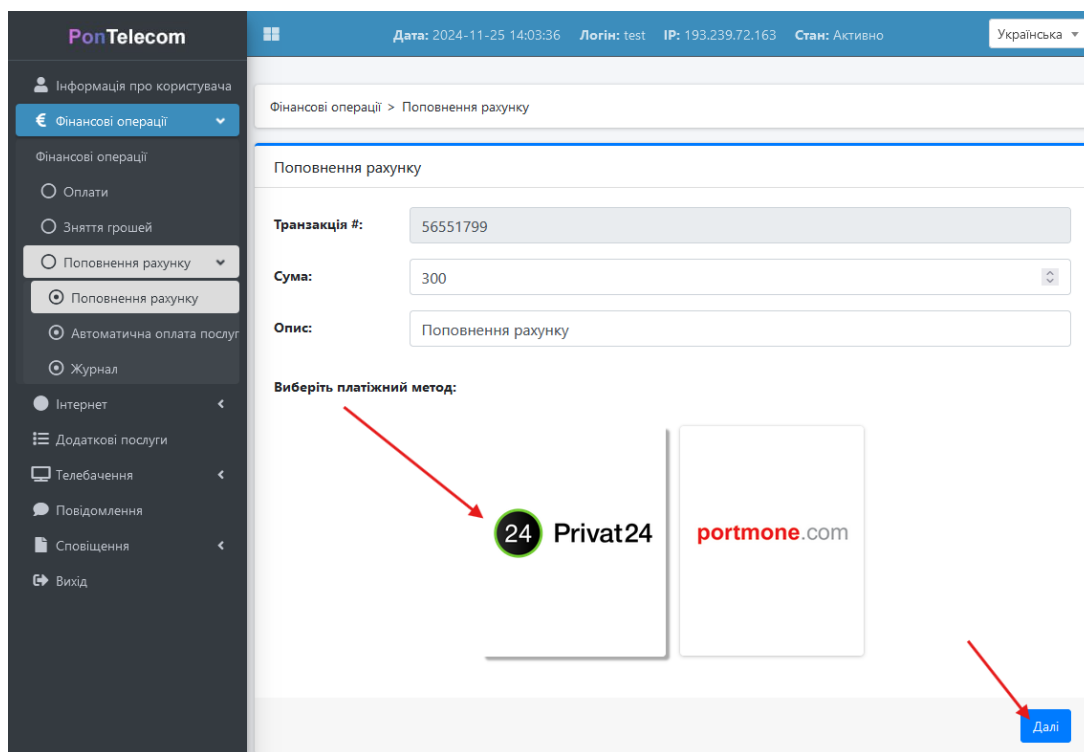 PonTelecom
Дата: 2024-11-25 14:03:36 Логін: test IP: 193.239.72.163 Стан: Активно
Українська
Інформація про користувача
Фінансові операції
Фінансові операції
Оплати
Зняття грошей
Поповнення рахунку
Поповнення рахунку
Автоматична оплата послуг
Журнал
Інтернет
Додаткові послуги
Телебачення
Повідомлення
Сповіщення
Вихід
Фінансові операції > Поповнення рахунку
Поповнення рахунку
Транзакція #: 56551799
Сума: 300
Опис: Поповнення рахунку
Виберіть платіжний метод:
24 Privat24
portmone.com
Далі